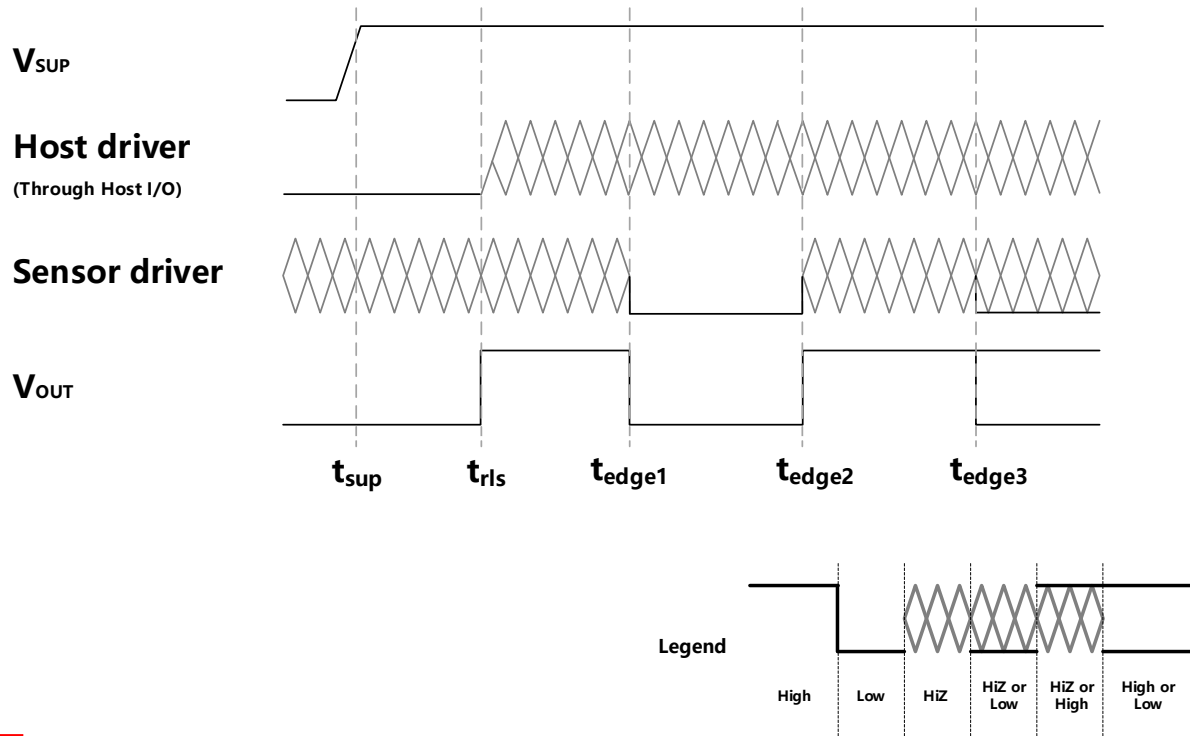 VSUP
Host driver
(Through Host I/O)
Sensor driver
VOUT
tsup
trls
tedge1
tedge2
tedge3
Legend
High
Low
HiZ
HiZ or
Low
HiZ or
High
High or
Low